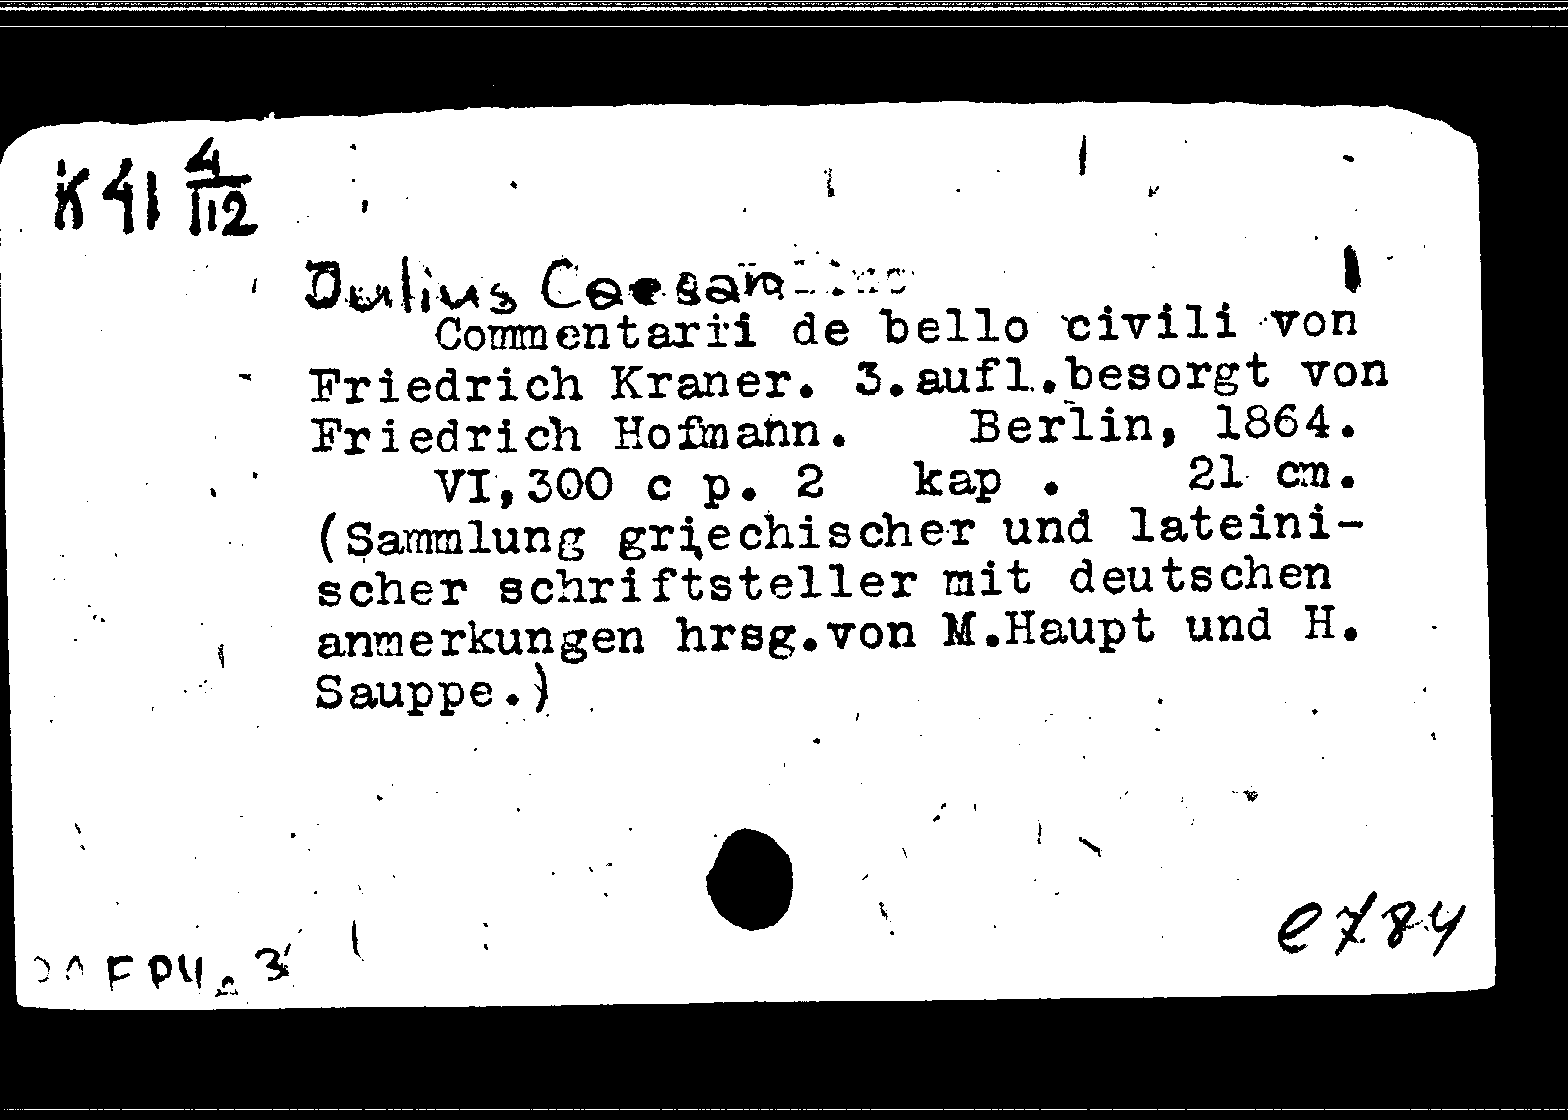 K 41 4/112
Julius Caesar
Commentarii de bello civili von
Friedrich Kraner. 3.aufl.besorgt von
Friedrich Hofmann. Berlin, 1864.
VI,300 c p. 2 kap . 21 cm.
(Sammlung griechischer und lateini-
scher schriftsteller mit deutschen
anmerkungen hrsg.von M.Haupt und H.
Sauppe.)
e784